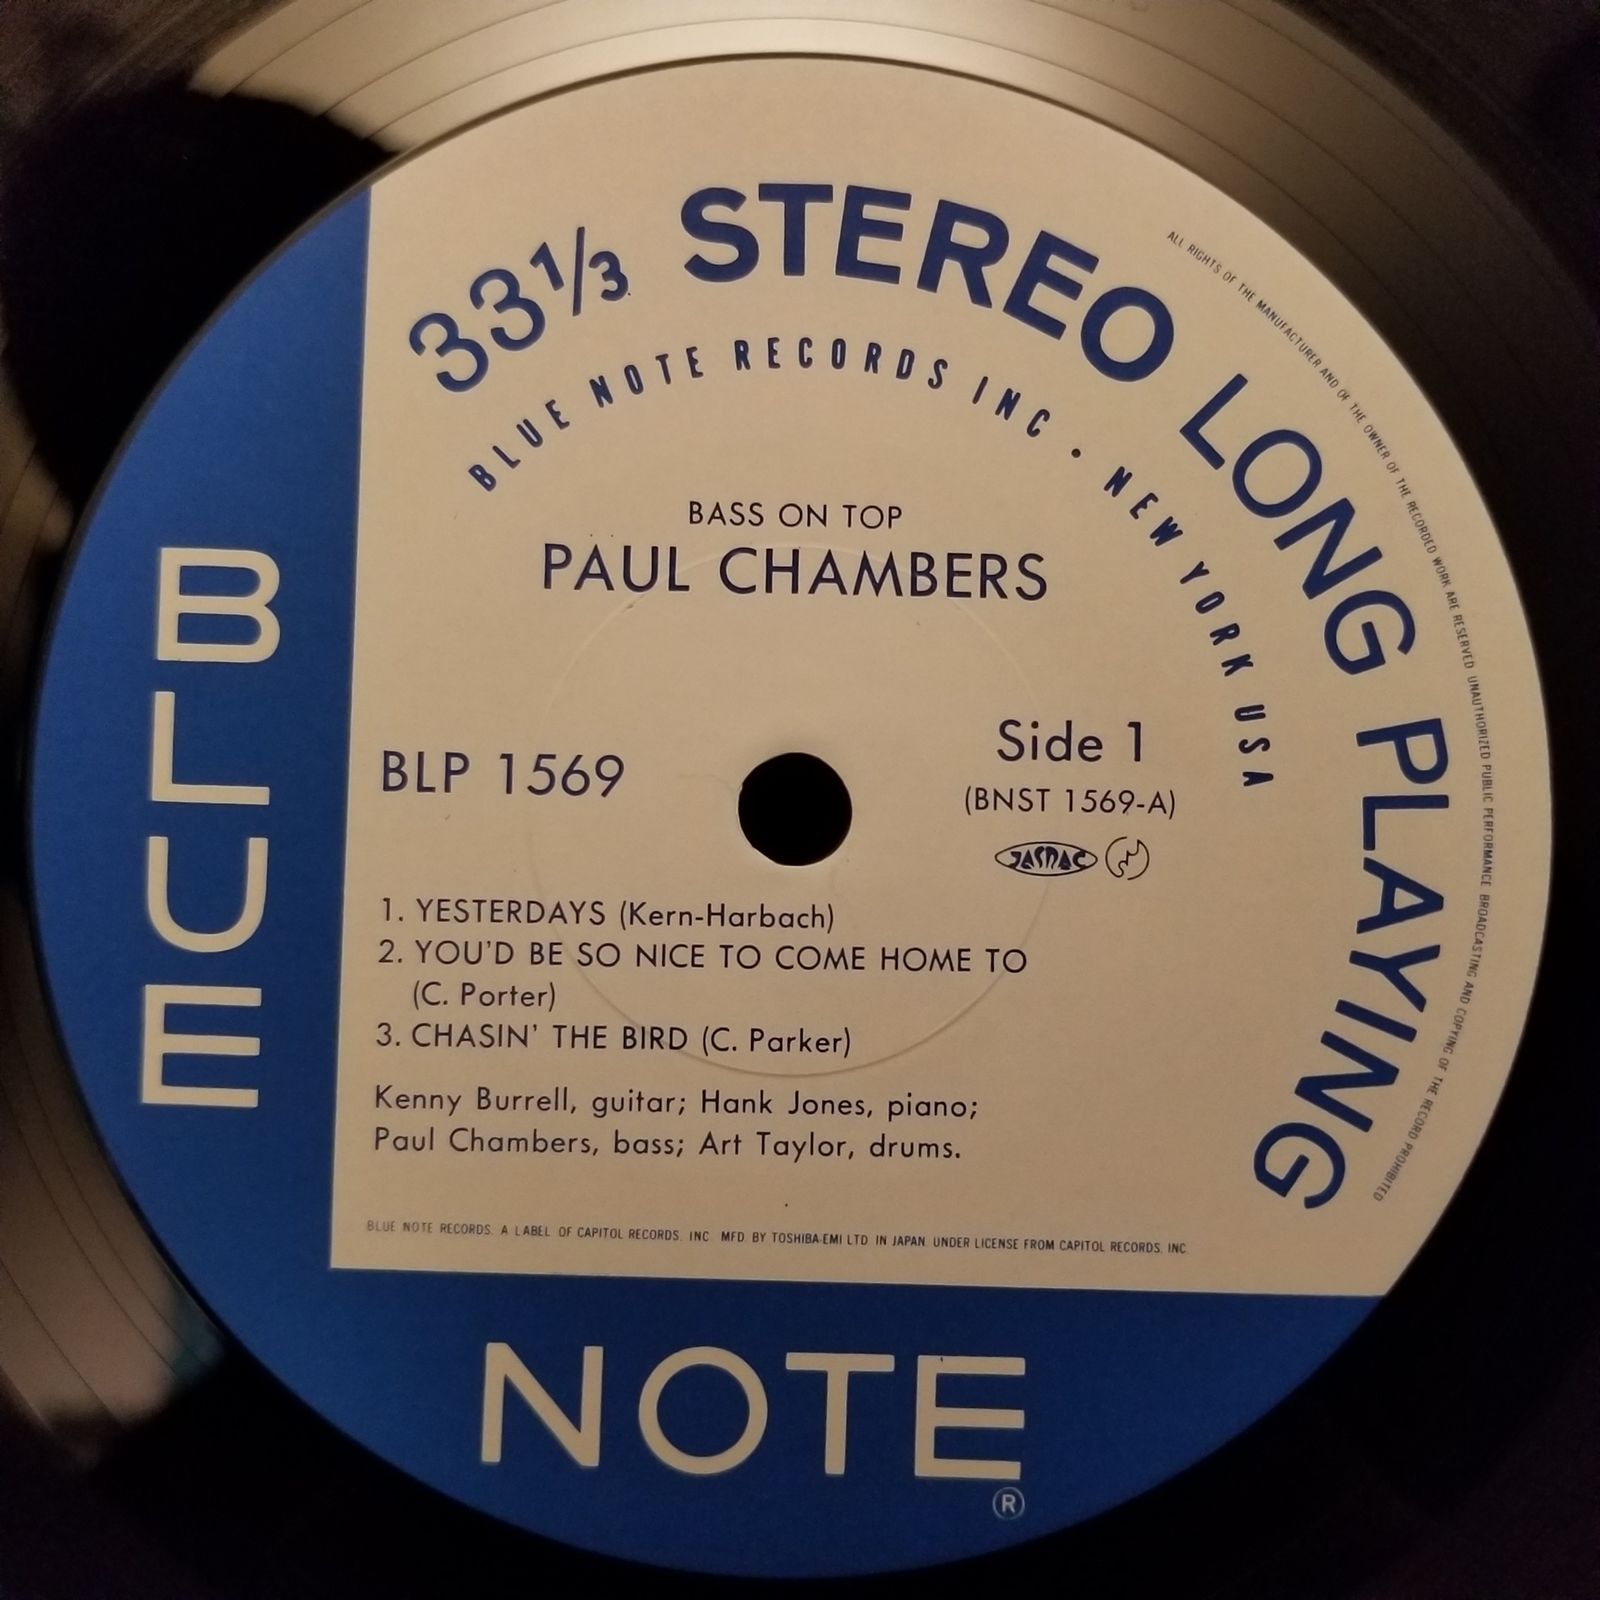 33⅓ STEREO LONG PLAYING
BLUE NOTE RECORDS INC · NEW YORK USA
ALL RIGHTS OF THE MANUFACTURER AND OF THE OWNER OF THE RECORDED WORK ARE RESERVED UNAUTHORIZED PUBLIC PERFORMANCE BROADCASTING AND COPYING OF THE RECORD PROHIBITED
BASS ON TOP
PAUL CHAMBERS
BLP 1569
Side 1
(BNST 1569-A)
JASRAC
1. YESTERDAYS (Kern-Harbach)
2. YOU'D BE SO NICE TO COME HOME TO
(C. Porter)
3. CHASIN' THE BIRD (C. Parker)
Kenny Burrell, guitar; Hank Jones, piano;
Paul Chambers, bass; Art Taylor, drums.
BLUE NOTE RECORDS. A LABEL OF CAPITOL RECORDS. INC. MFD BY TOSHIBA-EMI LTD. IN JAPAN. UNDER LICENSE FROM CAPITOL RECORDS, INC.
BLUE
NOTE
®